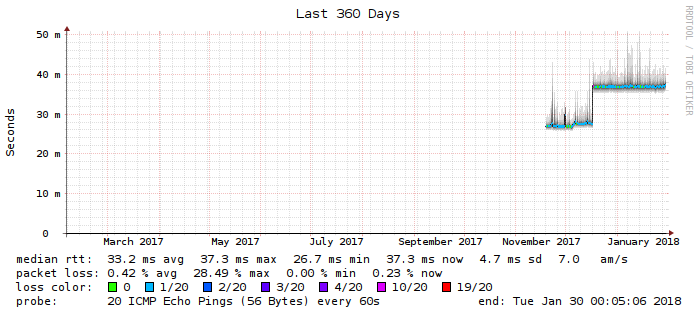 Last 360 Days
RRDTOOL / TOBI OETIKER
Seconds
50 m
40 m
30 m
20 m
10 m
0
March 2017 May 2017 July 2017 September 2017 November 2017 January 2018
median rtt: 33.2 ms avg 37.3 ms max 26.7 ms min 37.3 ms now 4.7 ms sd 7.0 am/s
packet loss: 0.42 % avg 28.49 % max 0.00 % min 0.23 % now
loss color: 0 1/20 2/20 3/20 4/20 10/20 19/20
probe: 20 ICMP Echo Pings (56 Bytes) every 60s end: Tue Jan 30 00:05:06 2018